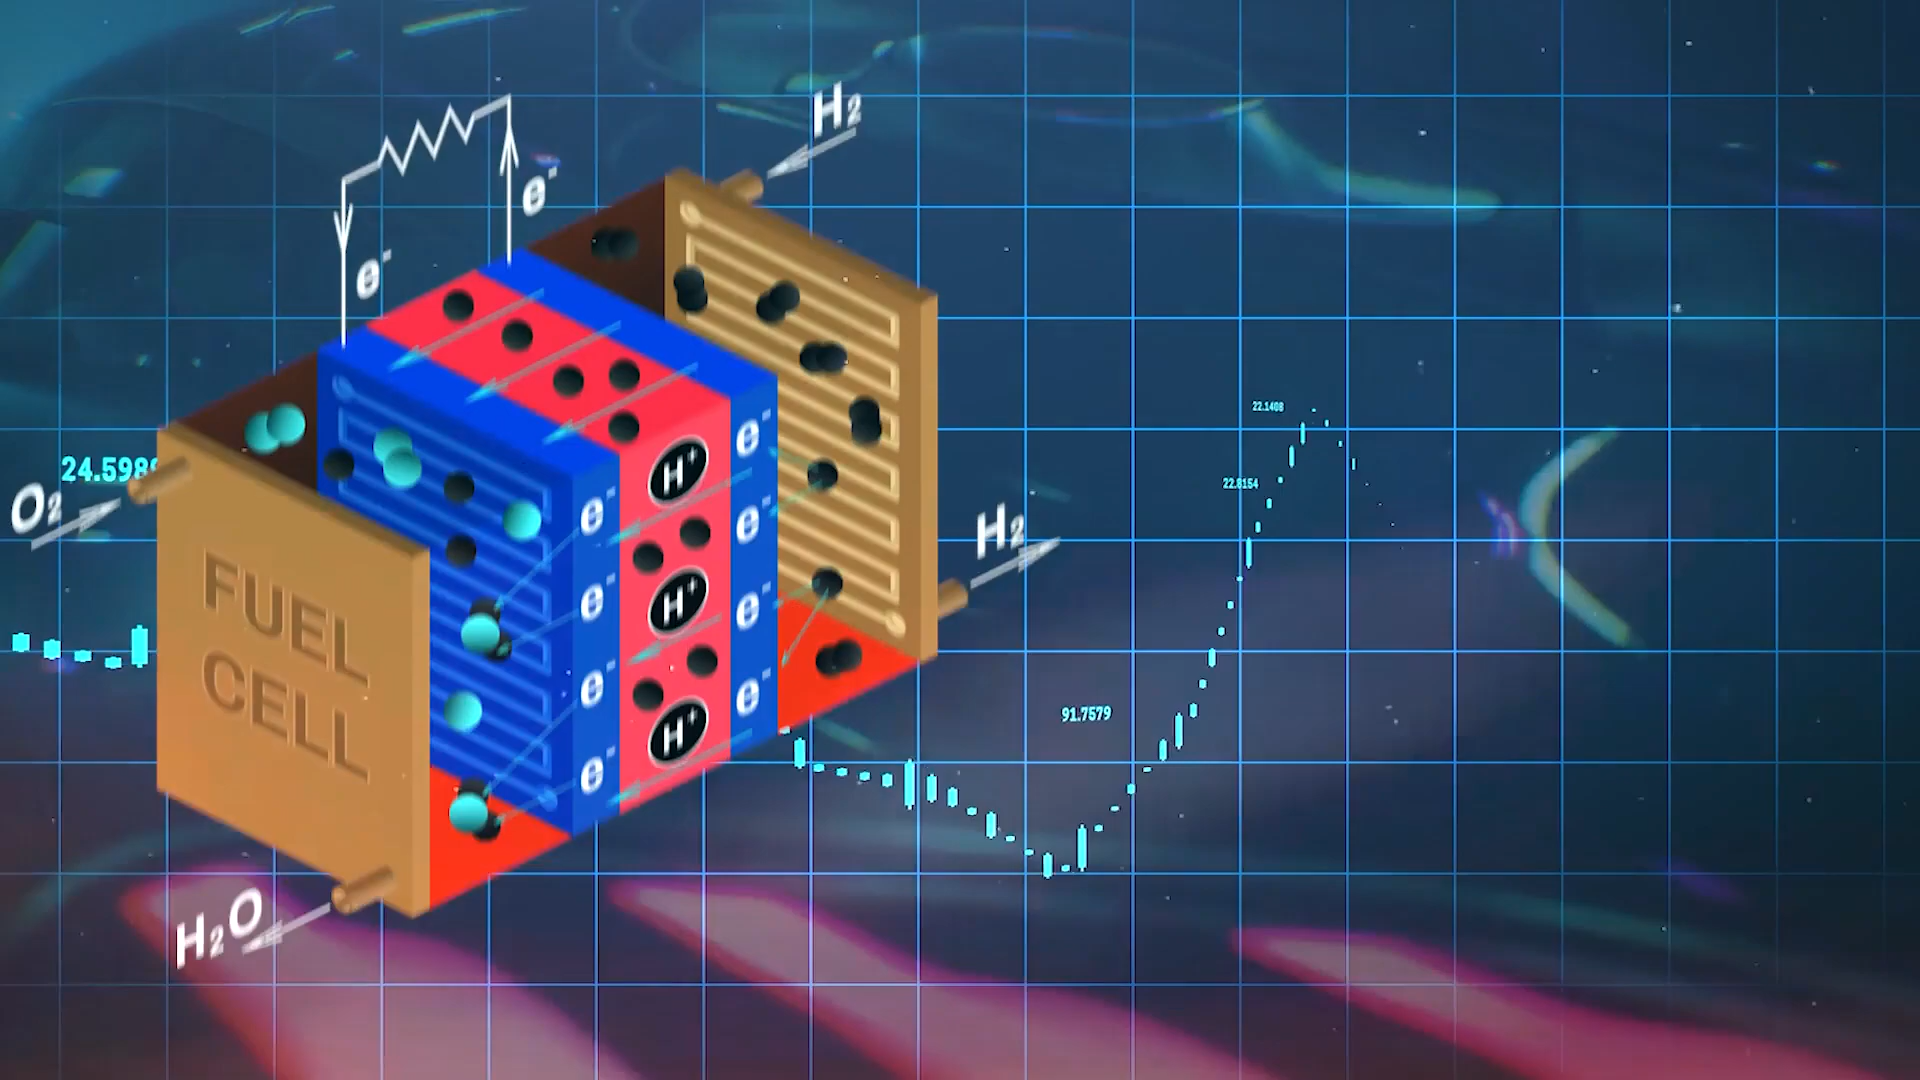 H₂
e⁻
e⁻
22.1408
24.598
22.8154
O₂
H₂
e⁻
e⁻
e⁻
e⁻
e⁻
e⁻
e⁻
e⁻
H⁺
H⁺
H⁺
FUEL
CELL
91.7579
H₂O